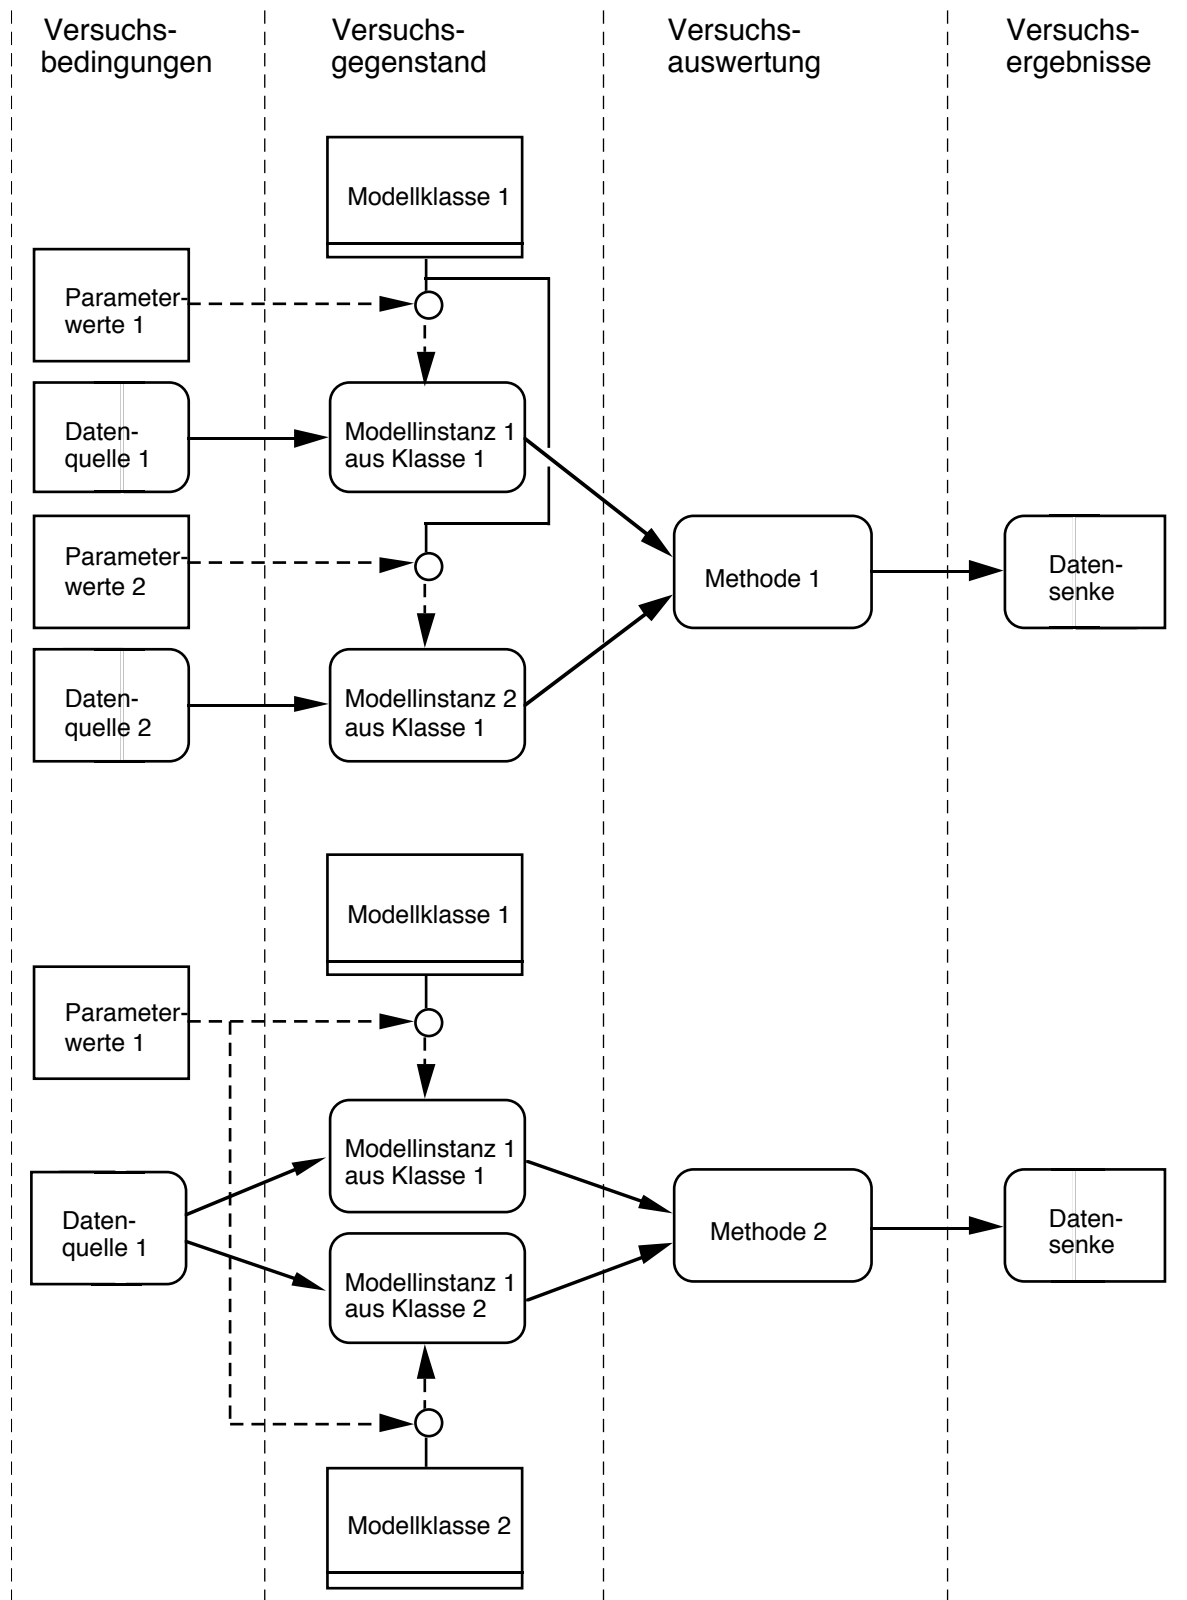 Versuchs-
bedingungen
Versuchs-
gegenstand
Versuchs-
auswertung
Versuchs-
ergebnisse
Modellklasse 1
Parameter-
werte 1
Daten-
quelle 1
Modellinstanz 1
aus Klasse 1
Parameter-
werte 2
Methode 1
Daten-
senke
Daten-
quelle 2
Modellinstanz 2
aus Klasse 1
Modellklasse 1
Parameter-
werte 1
Modellinstanz 1
aus Klasse 1
Daten-
quelle 1
Methode 2
Daten-
senke
Modellinstanz 1
aus Klasse 2
Modellklasse 2